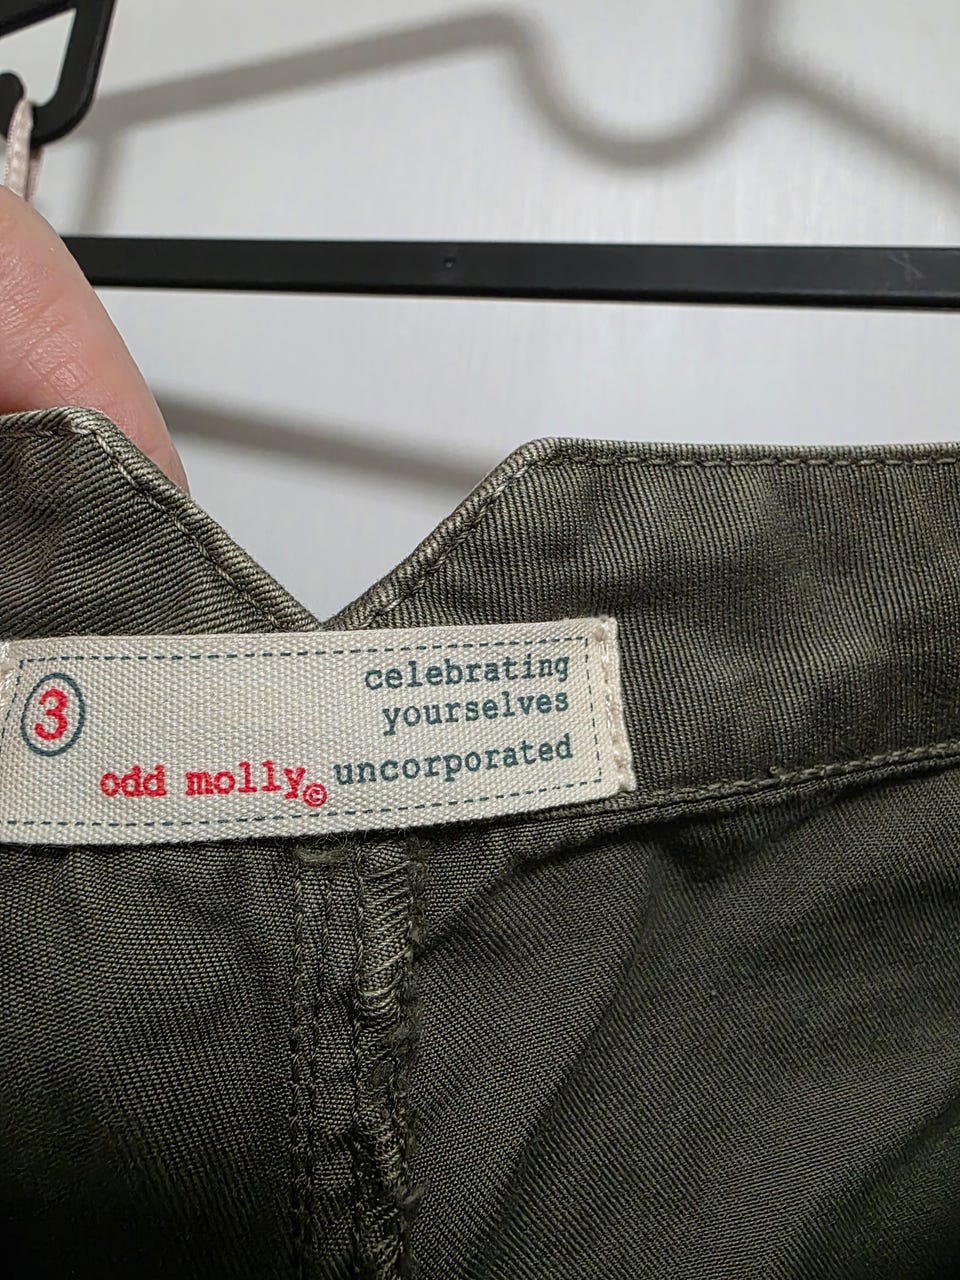 3
celebrating
yourselves
odd molly© uncorporated